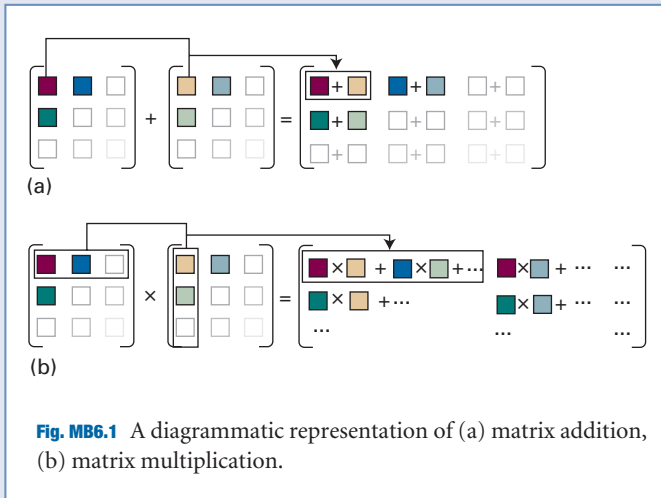 + = + + +
+ + +
+ + +
(a)
× = × + × +... × + ... ...
× +... × + ... ...
... ... ...
(b)
Fig. MB6.1 A diagrammatic representation of (a) matrix addition,
(b) matrix multiplication.